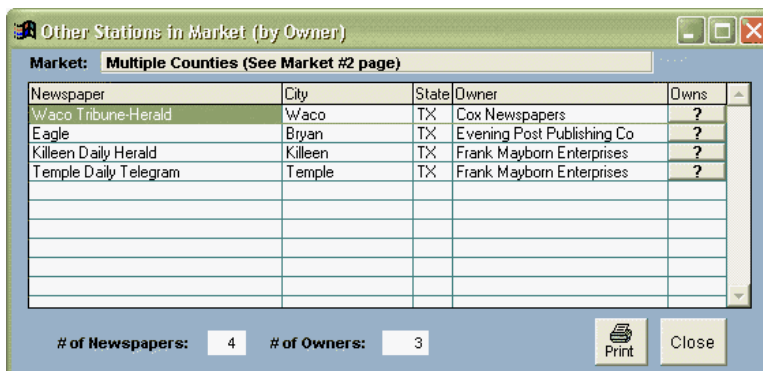 Other Stations in Market (by Owner)
Market: Multiple Counties (See Market #2 page)
Newspaper City State Owner Owns
Waco Tribune-Herald Waco TX Cox Newspapers ?
Eagle Bryan TX Evening Post Publishing Co ?
Killeen Daily Herald Killeen TX Frank Mayborn Enterprises ?
Temple Daily Telegram Temple TX Frank Mayborn Enterprises ?
# of Newspapers: 4 # of Owners: 3 Print Close